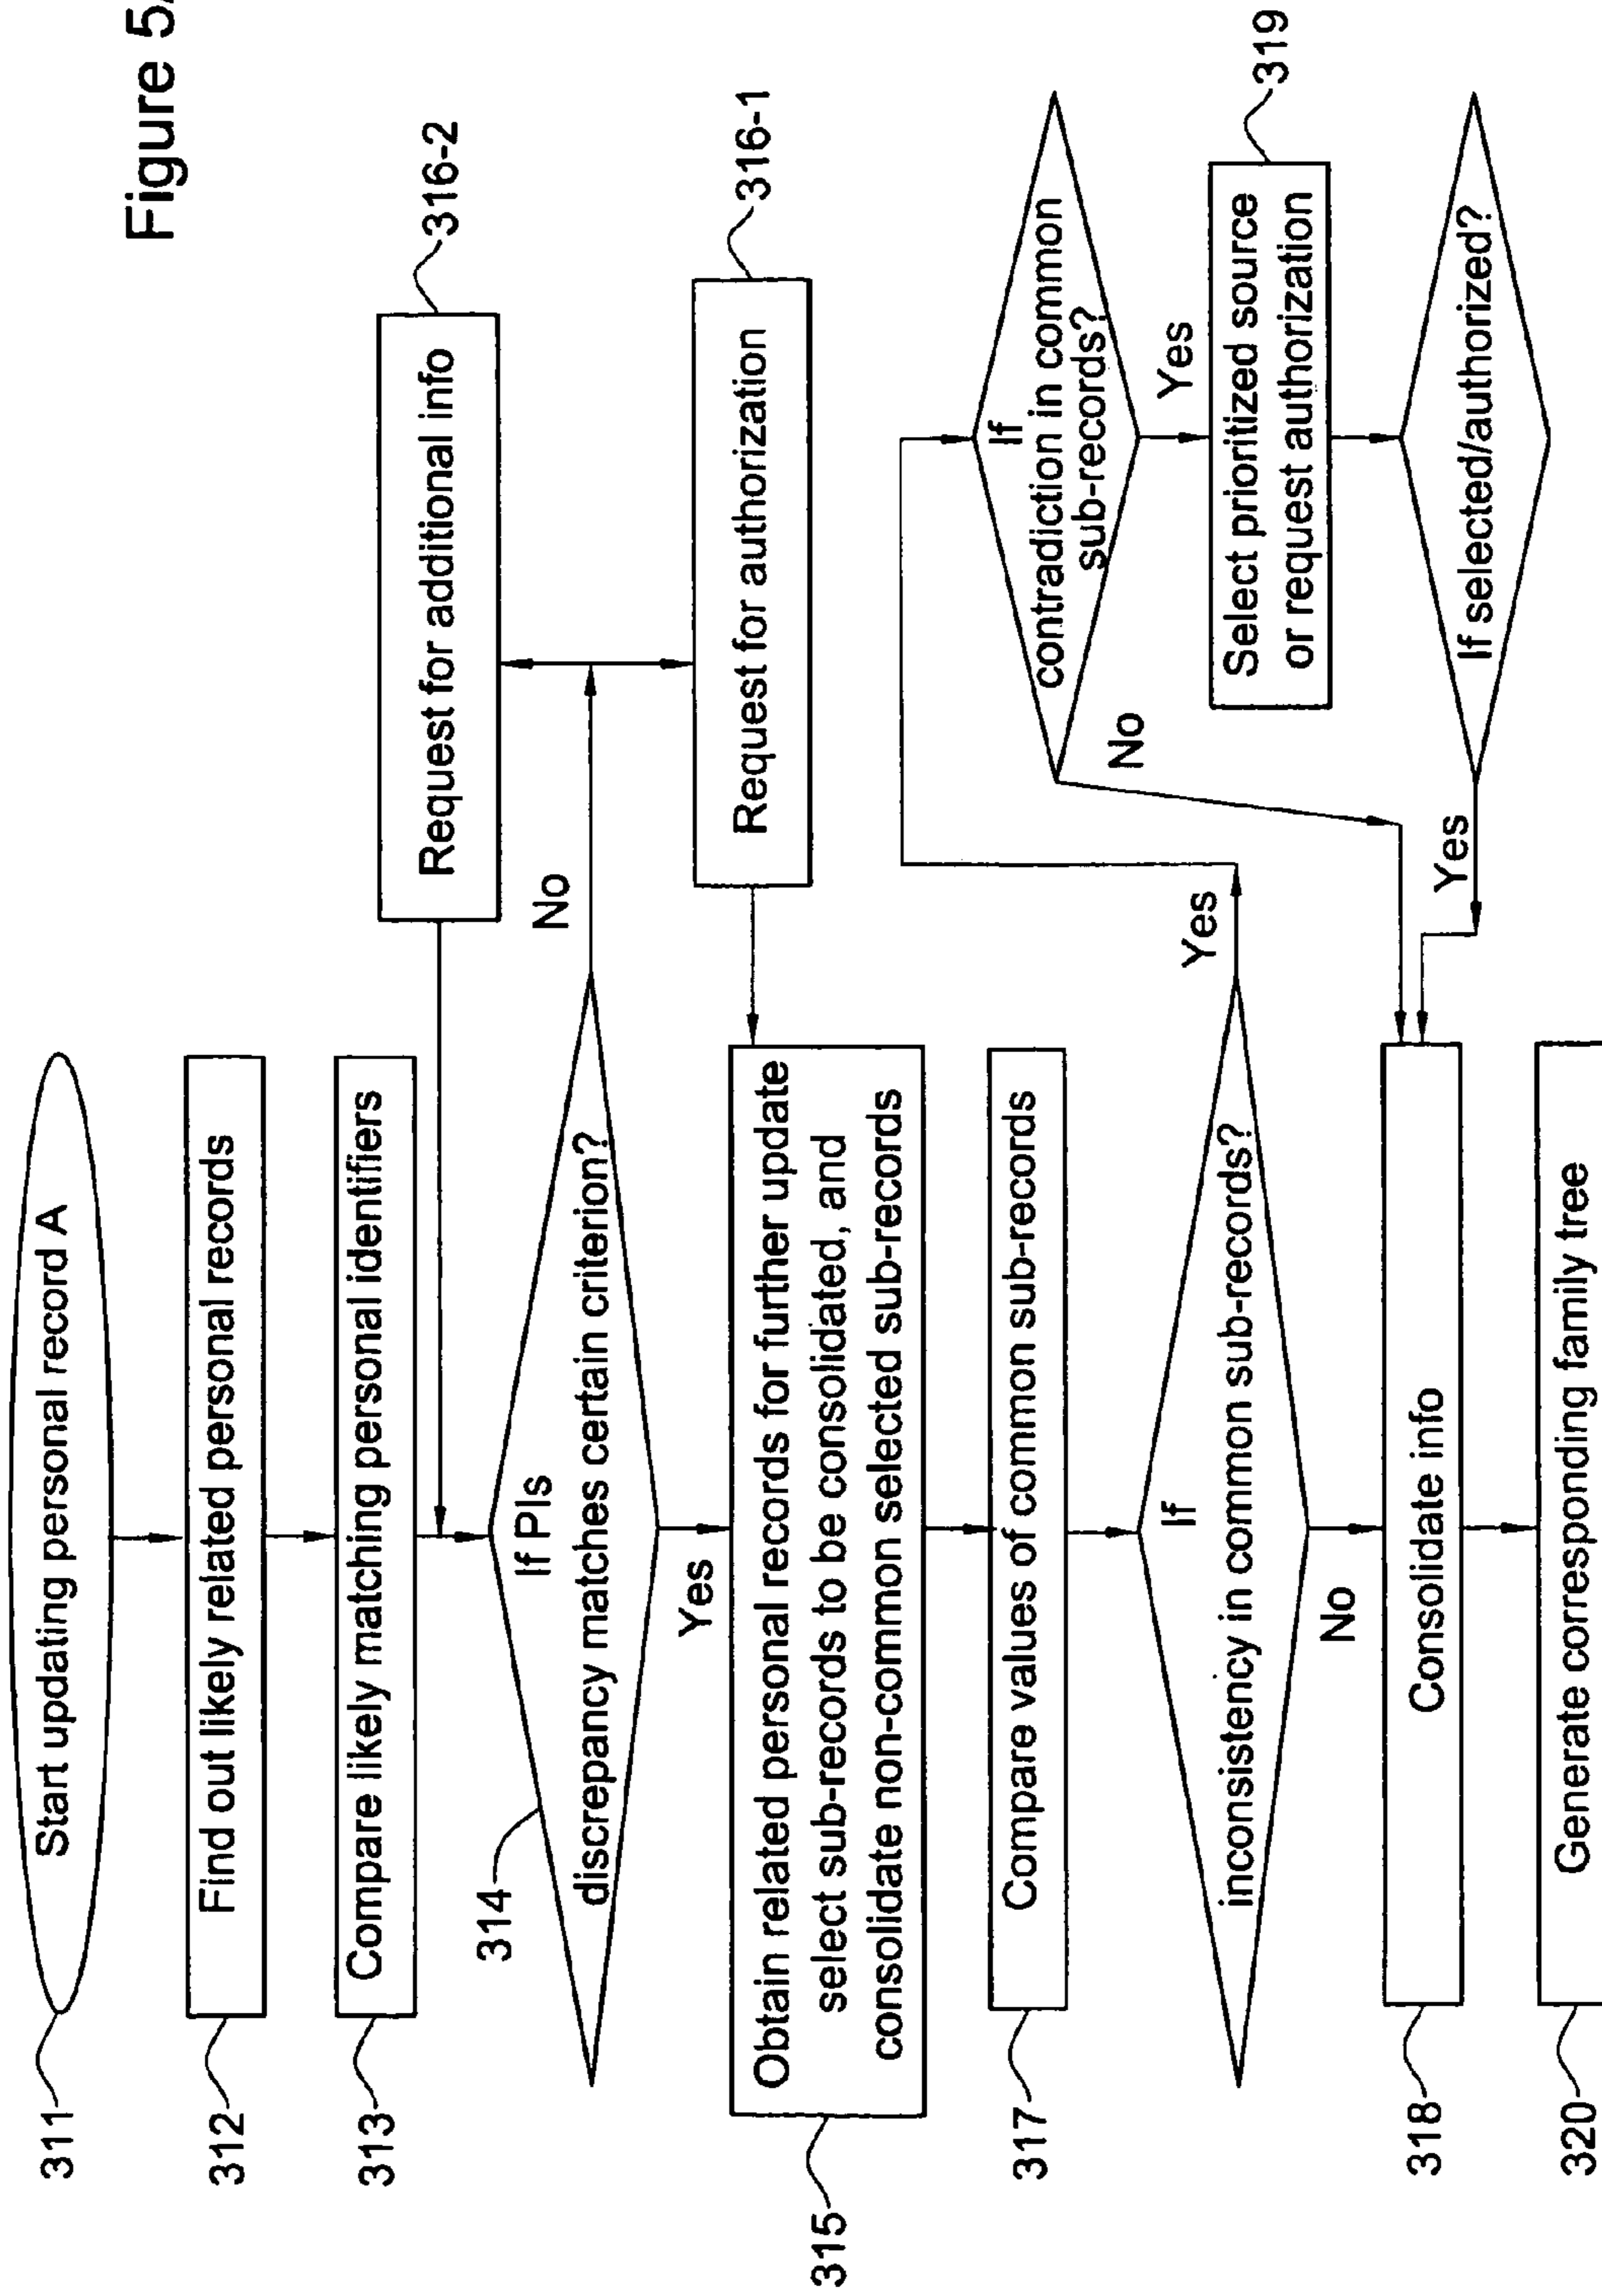 Figure 5
311
Start updating personal record A
312
Find out likely related personal records
313
Compare likely matching personal identifiers
316-2
Request for additional info
314
If PIs
discrepancy matches certain criterion?
No
Yes
316-1
Request for authorization
315
Obtain related personal records for further update
select sub-records to be consolidated, and
consolidate non-common selected sub-records
317
Compare values of common sub-records
If
inconsistency in common sub-records?
Yes
No
If
contradiction in common
sub-records?
No
Yes
319
Select prioritized source
or request authorization
If selected/authorized?
Yes
318
Consolidate info
320
Generate corresponding family tree